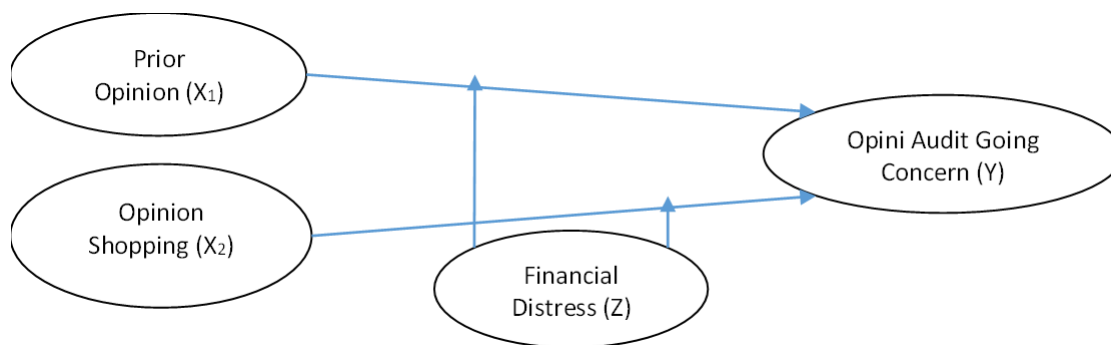 Prior
Opinion (X₁)
Opinion
Shopping (X₂)
Financial
Distress (Z)
Opini Audit Going
Concern (Y)